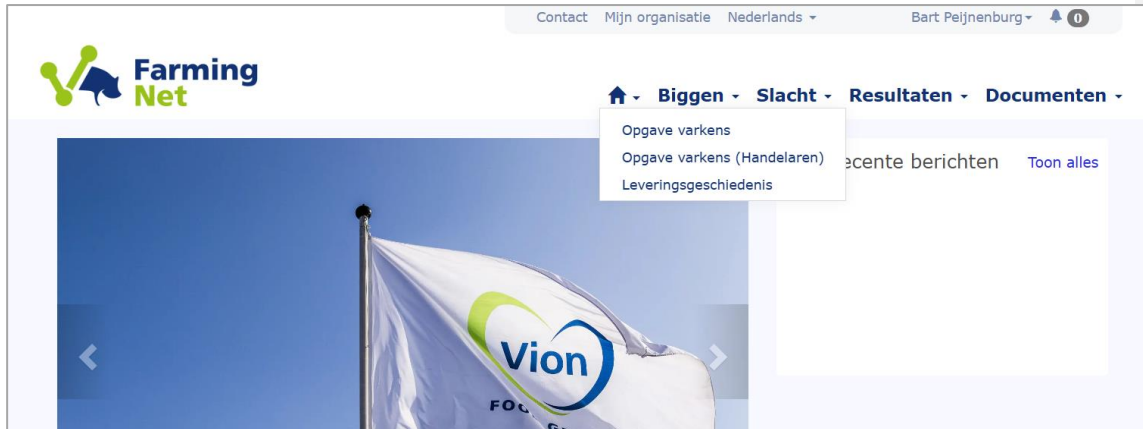 Contact Mijn organisatie Nederlands Bart Peijnenburg 0
Farming
Net
Biggen Slacht Resultaten Documenten
Opgave varkens
Opgave varkens (Handelaren)
Leveringsgeschiedenis
ecente berichten Toon alles
Vion